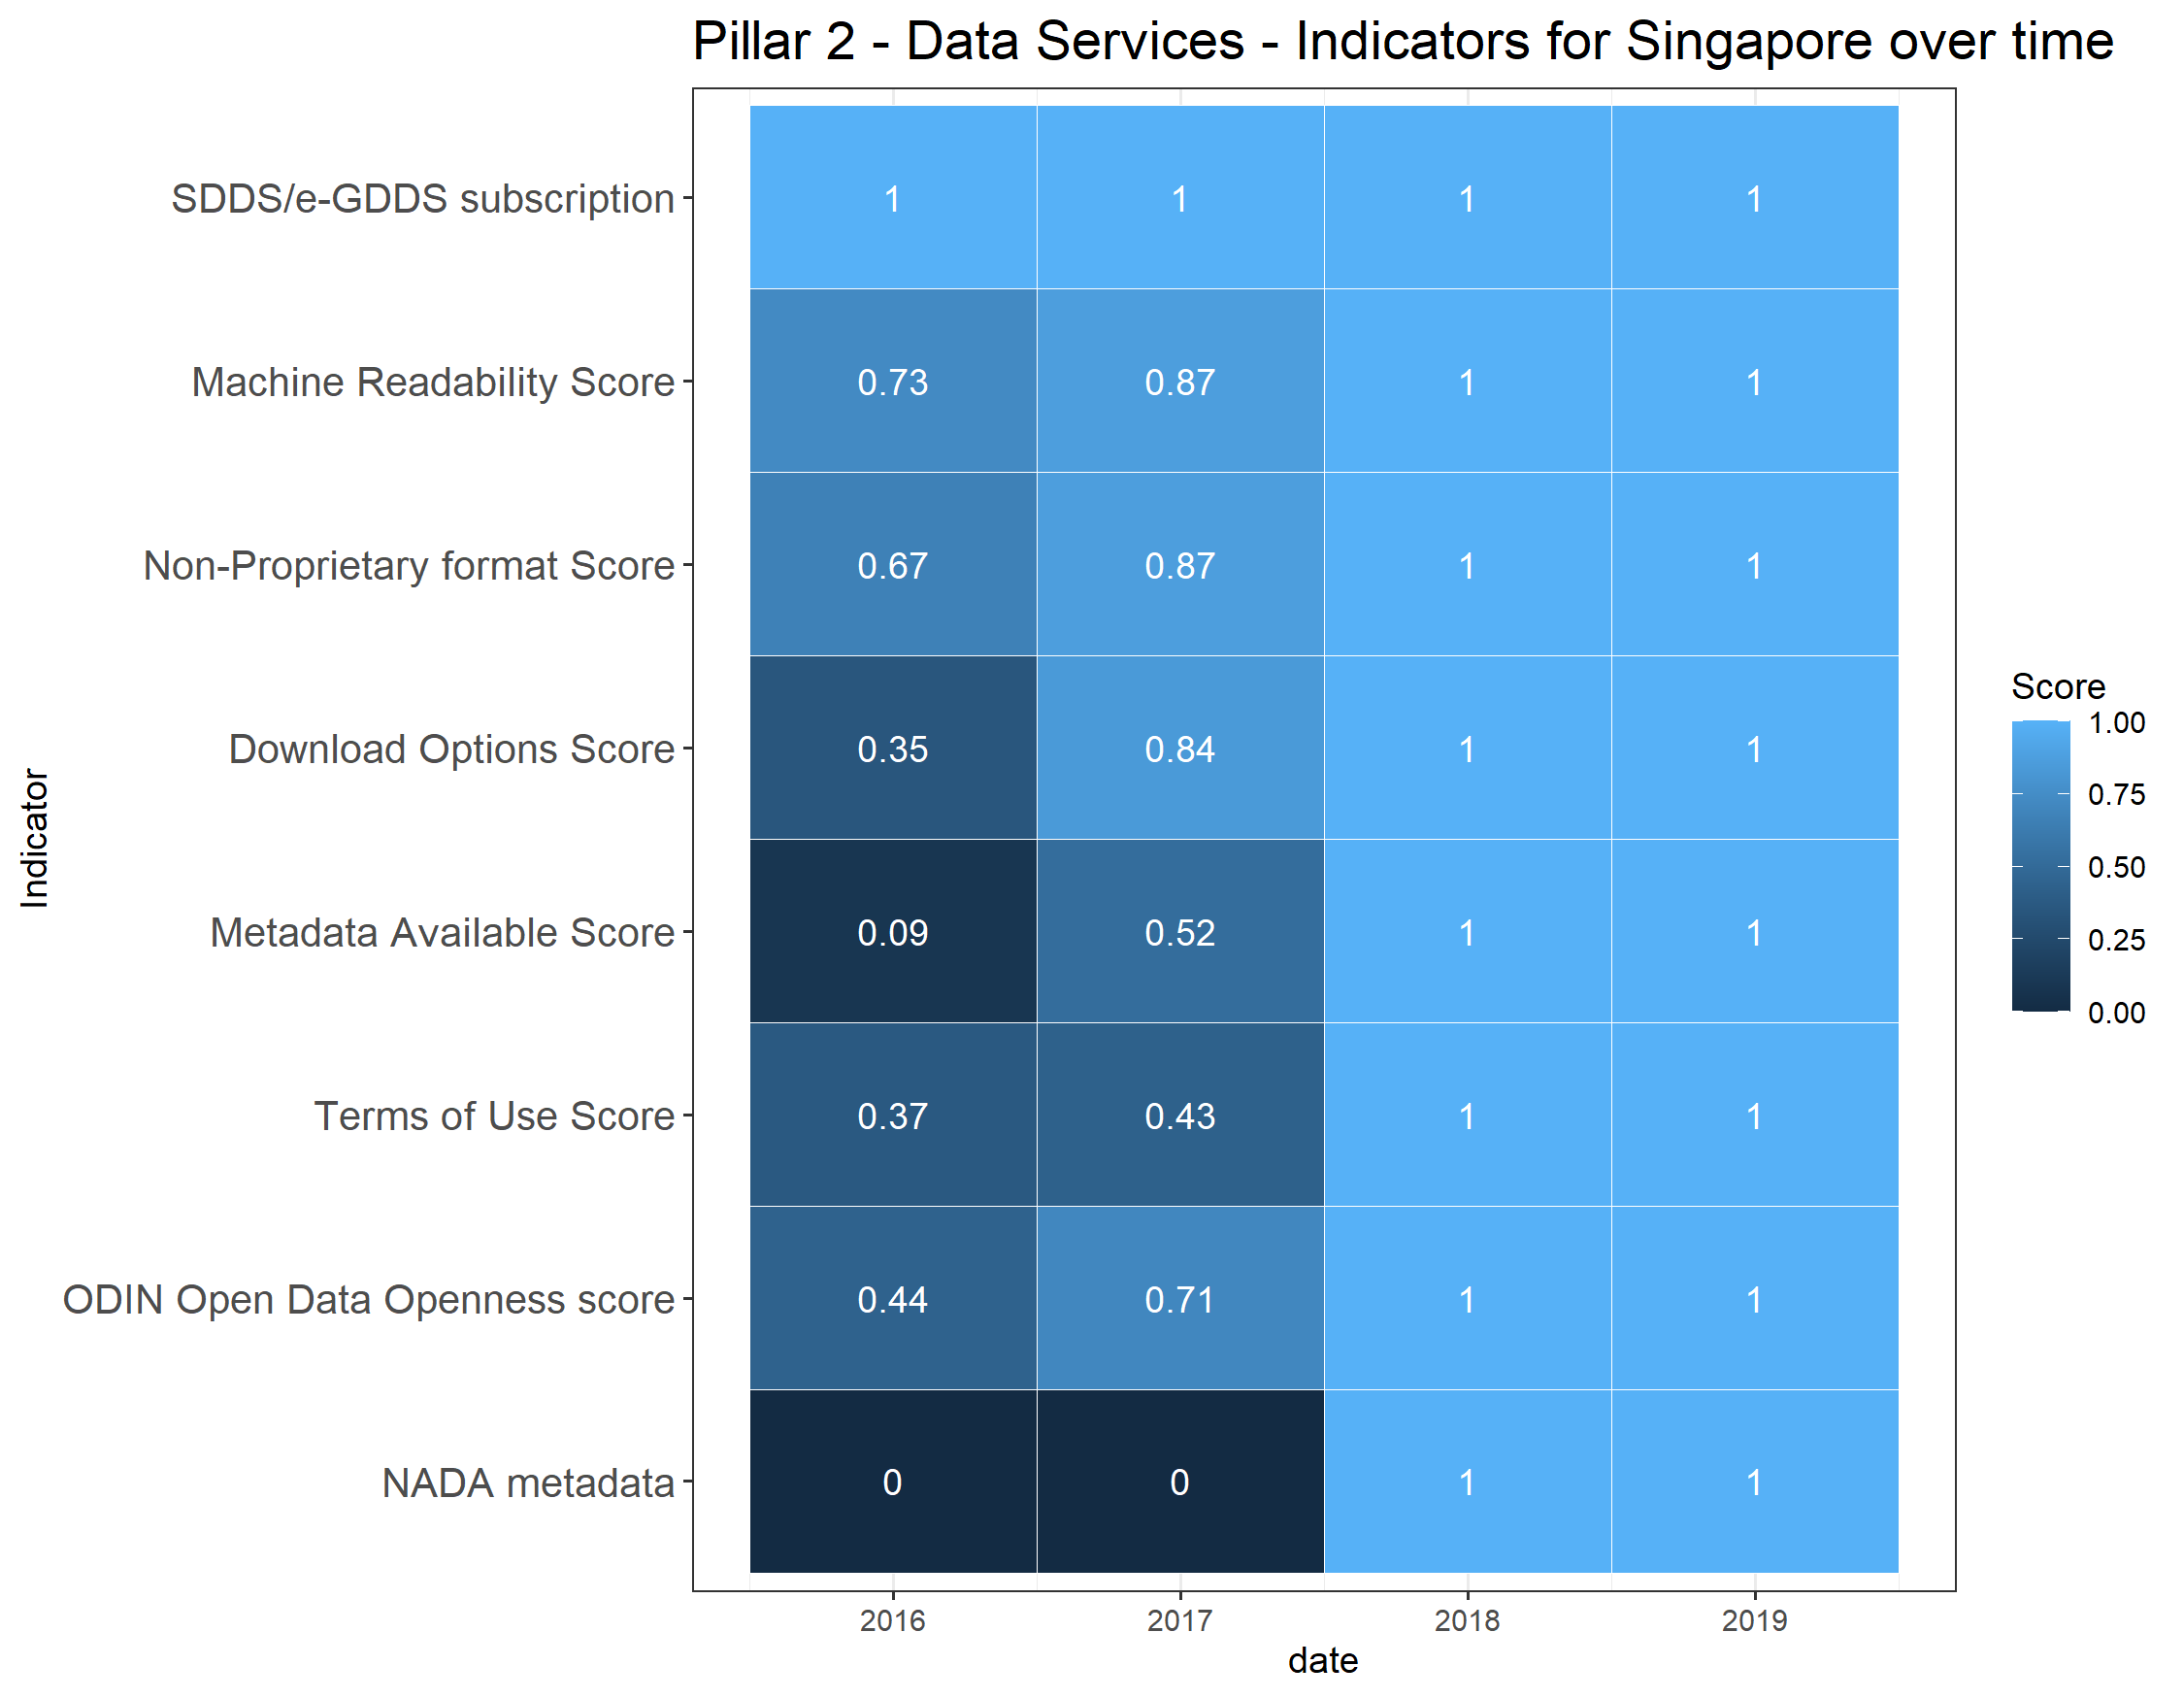 Pillar 2 - Data Services - Indicators for Singapore over time
Indicator
SDDS/e-GDDS subscription 1 1 1 1
Machine Readability Score 0.73 0.87 1 1
Non-Proprietary format Score 0.67 0.87 1 1
Download Options Score 0.35 0.84 1 1
Metadata Available Score 0.09 0.52 1 1
Terms of Use Score 0.37 0.43 1 1
ODIN Open Data Openness score 0.44 0.71 1 1
NADA metadata 0 0 1 1
2016 2017 2018 2019
date
Score
1.00
0.75
0.50
0.25
0.00